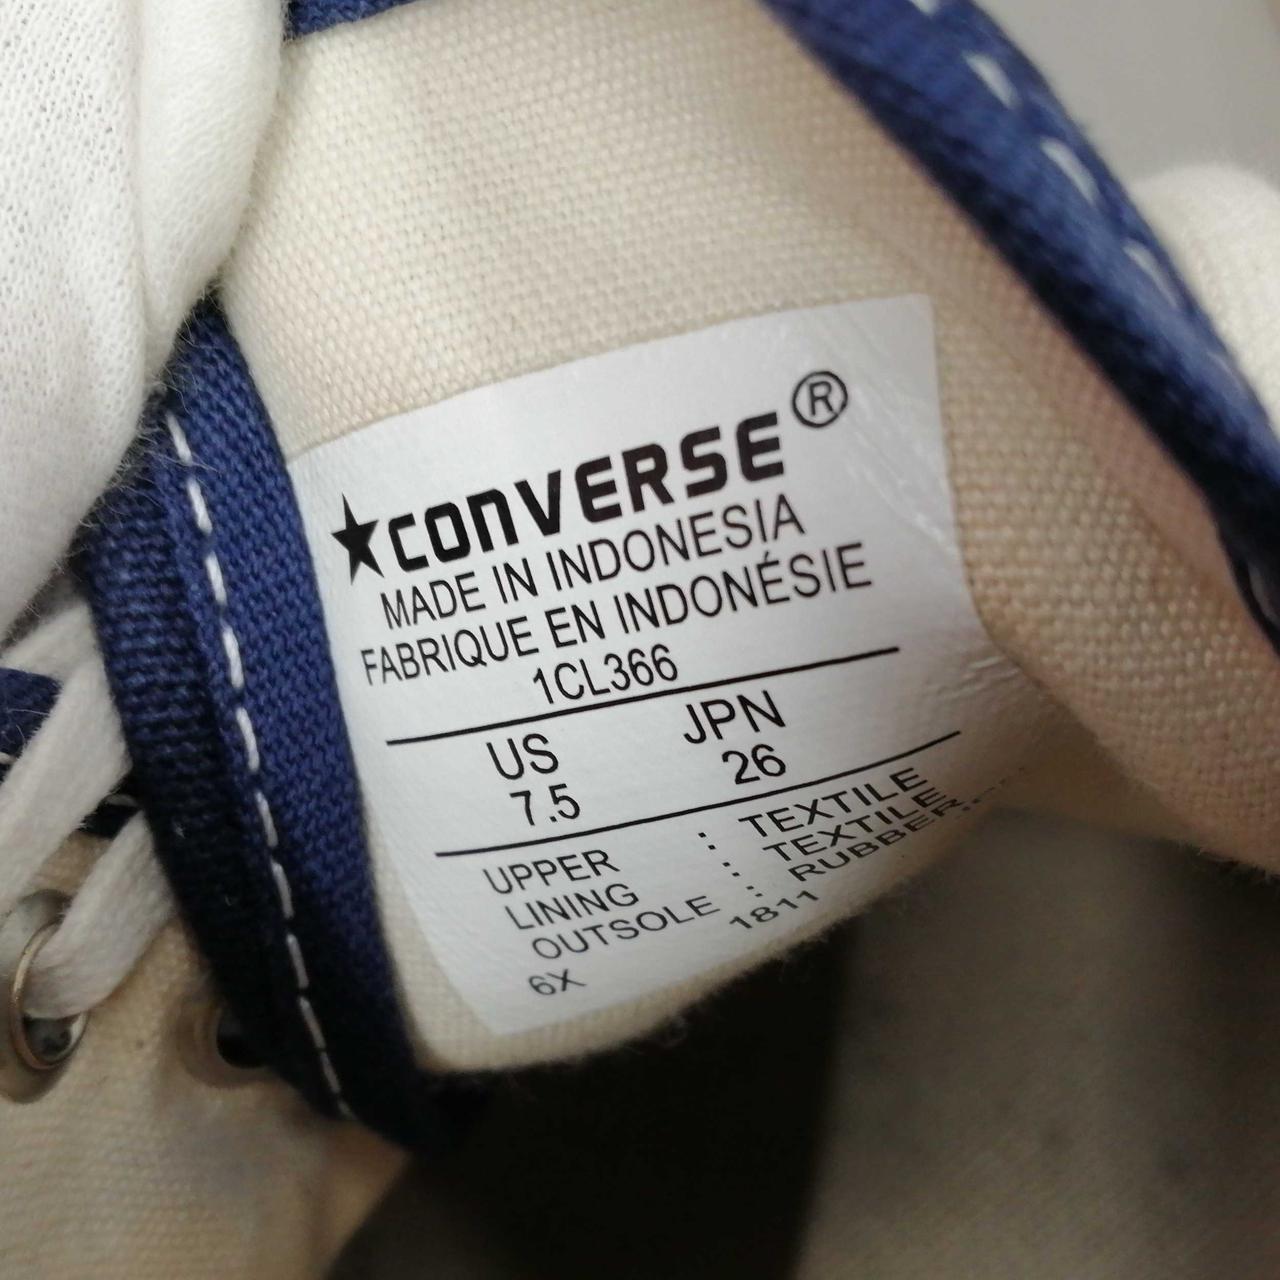 ★CONVERSE®
MADE IN INDONESIA
FABRIQUE EN INDONÉSIE
1CL366
US JPN
7.5 26
UPPER : TEXTILE
LINING : TEXTILE
OUTSOLE : RUBBER
6X 1811